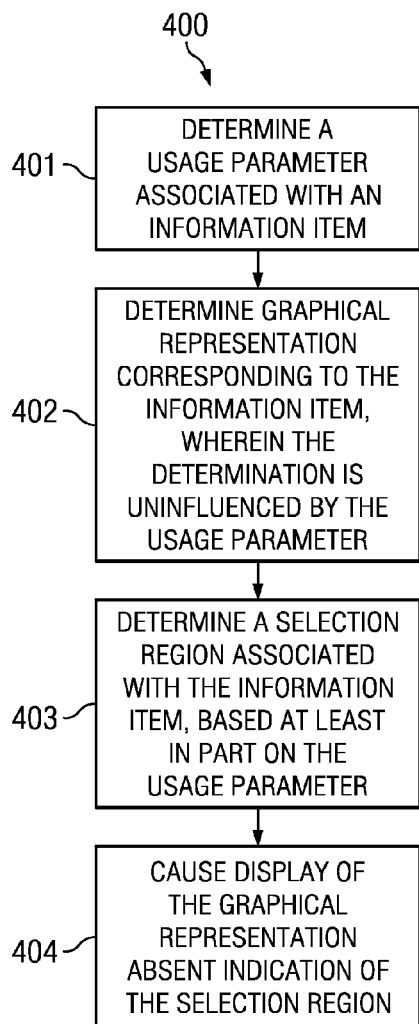 400
401
DETERMINE A
USAGE PARAMETER
ASSOCIATED WITH AN
INFORMATION ITEM
402
DETERMINE GRAPHICAL
REPRESENTATION
CORRESPONDING TO THE
INFORMATION ITEM,
WHEREIN THE
DETERMINATION IS
UNINFLUENCED BY THE
USAGE PARAMETER
403
DETERMINE A SELECTION
REGION ASSOCIATED
WITH THE INFORMATION
ITEM, BASED AT LEAST
IN PART ON THE
USAGE PARAMETER
404
CAUSE DISPLAY OF
THE GRAPHICAL
REPRESENTATION
ABSENT INDICATION OF
THE SELECTION REGION